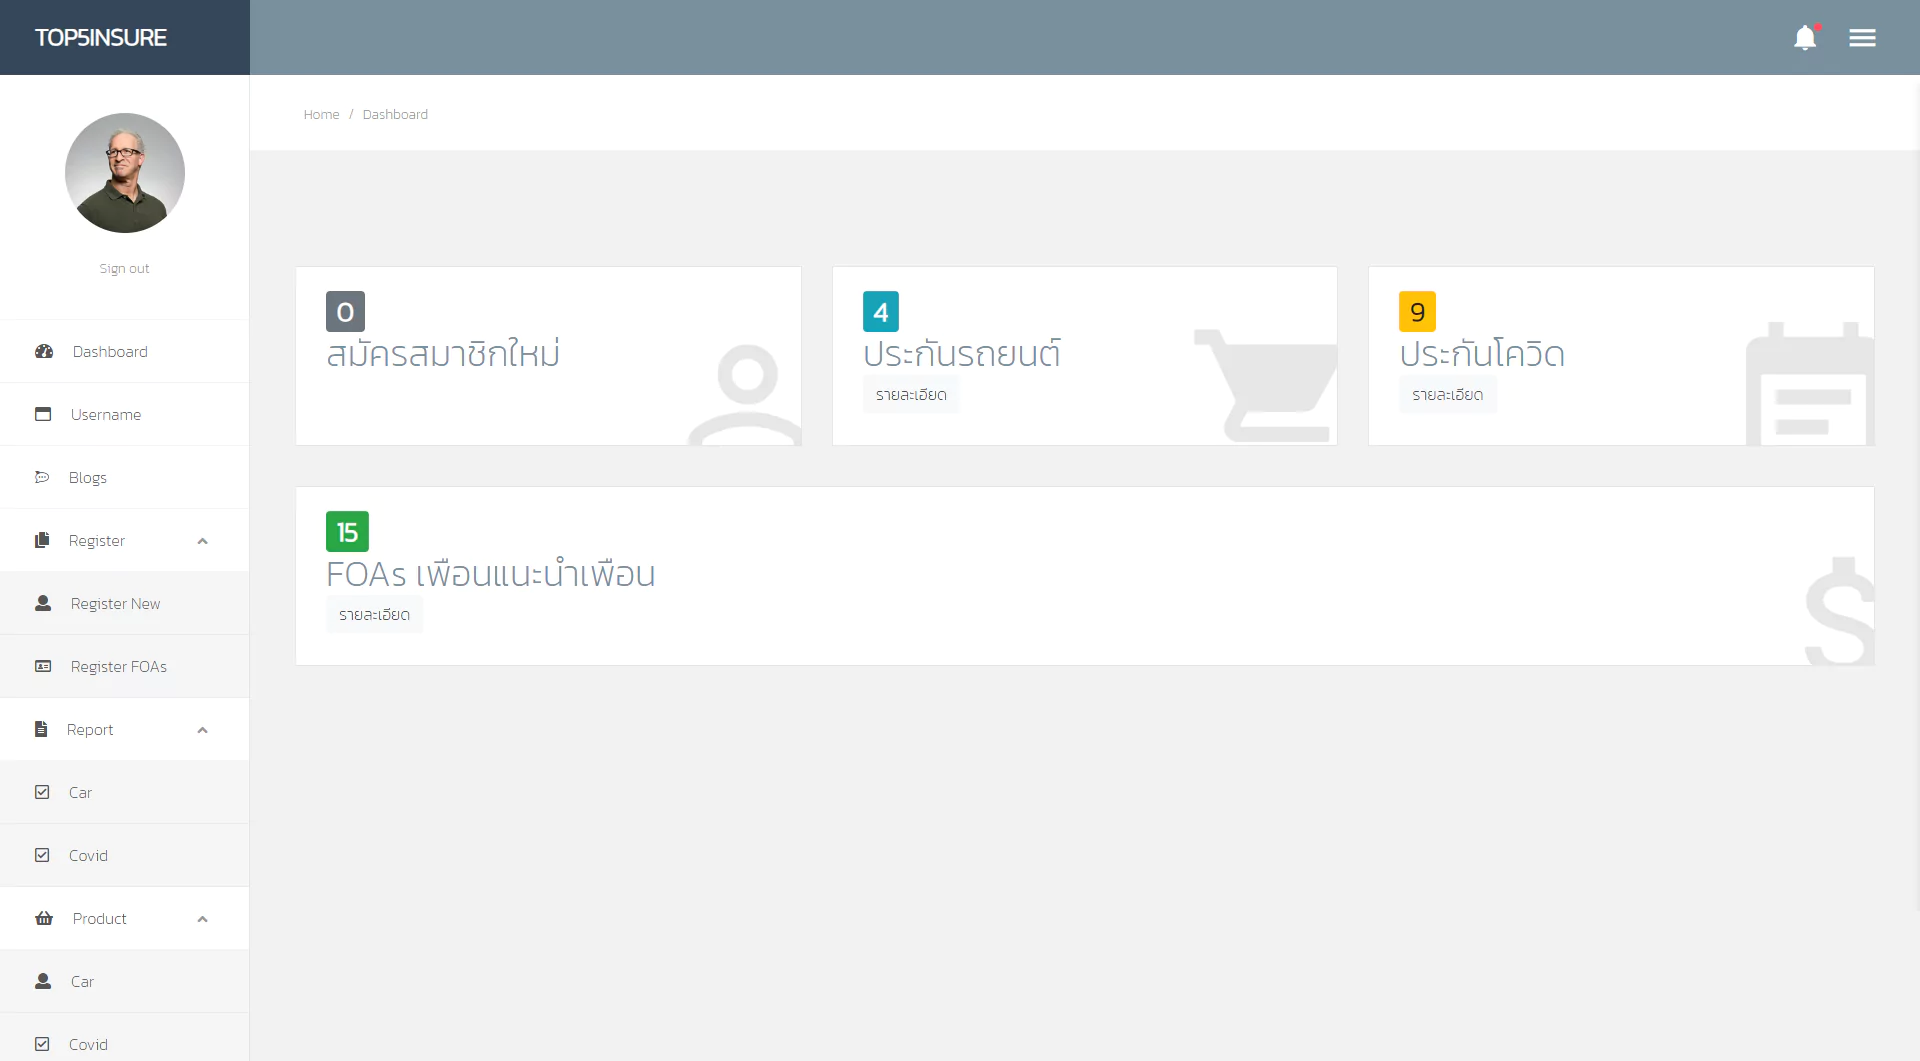 TOP5INSURE
Home / Dashboard
Sign out
Dashboard
Username
Blogs
Register
Register New
Register FOAs
Report
Car
Covid
Product
Car
Covid
0
สมัครสมาชิกใหม่
4
ประกันรถยนต์
รายละเอียด
9
ประกันโควิด
รายละเอียด
15
FOAs เพื่อนแนะนำเพื่อน
รายละเอียด